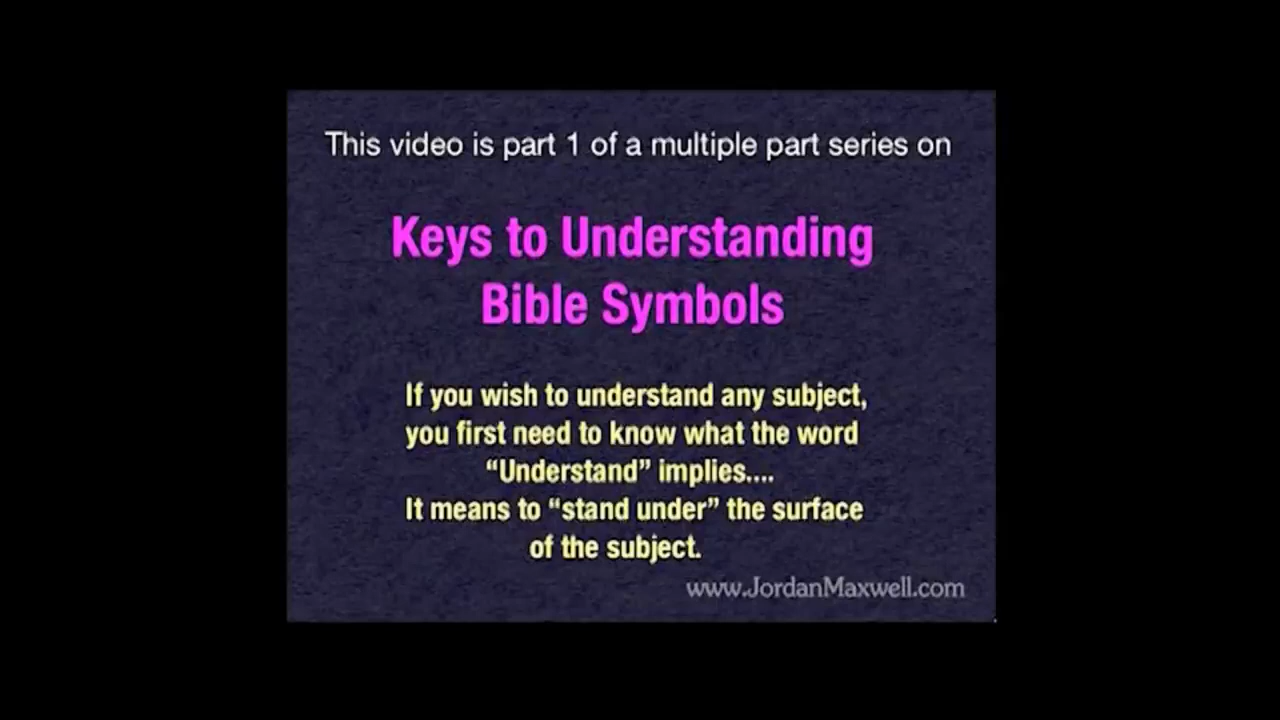 This video is part 1 of a multiple part series on
Keys to Understanding
Bible Symbols
If you wish to understand any subject,
you first need to know what the word
“Understand” implies....
It means to “stand under” the surface
of the subject.
www.JordanMaxwell.com